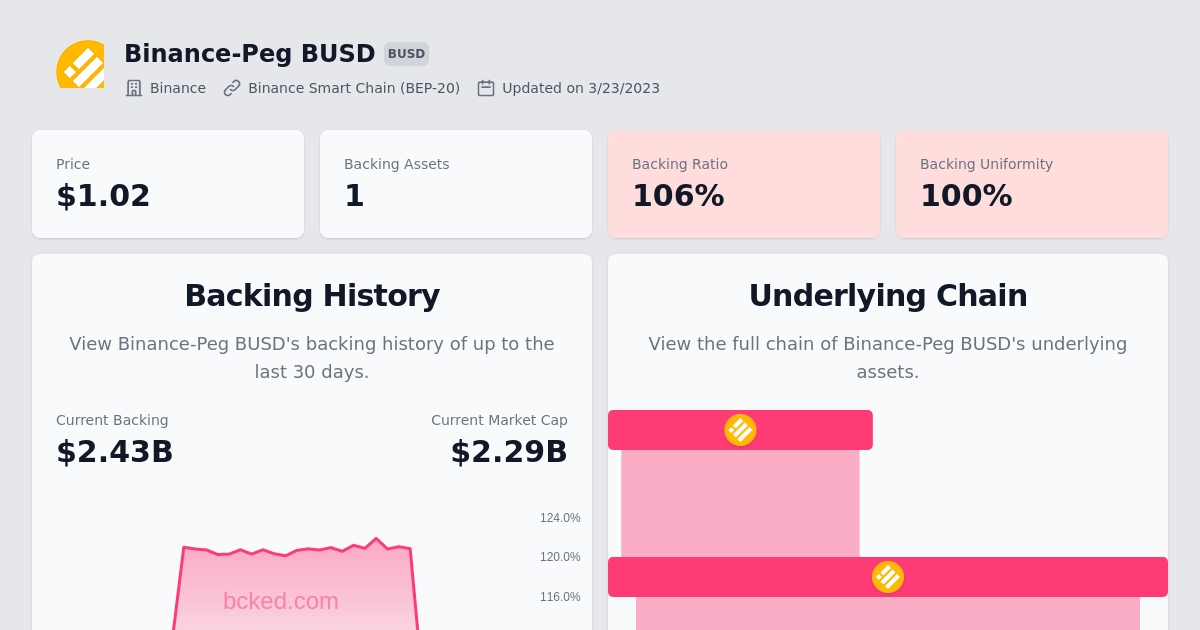 Binance-Peg BUSD BUSD
Binance Binance Smart Chain (BEP-20) Updated on 3/23/2023
Price
$1.02
Backing Assets
1
Backing Ratio
106%
Backing Uniformity
100%
Backing History
View Binance-Peg BUSD's backing history of up to the
last 30 days.
Current Backing
$2.43B
Current Market Cap
$2.29B
124.0%
120.0%
116.0%
bcked.com
Underlying Chain
View the full chain of Binance-Peg BUSD's underlying
assets.